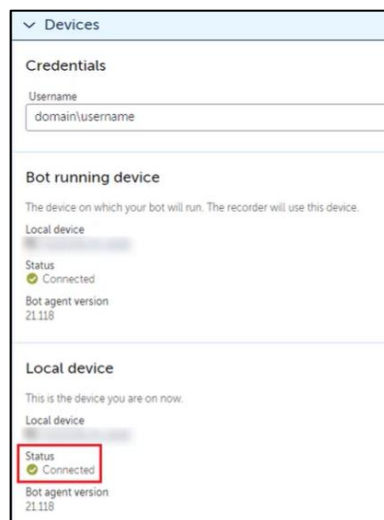 Devices
Credentials
Username
domain\username
Bot running device
The device on which your bot will run. The recorder will use this device.
Local device
Status
Connected
Bot agent version
21.118
Local device
This is the device you are on now.
Local device
Status
Connected
Bot agent version
21.118